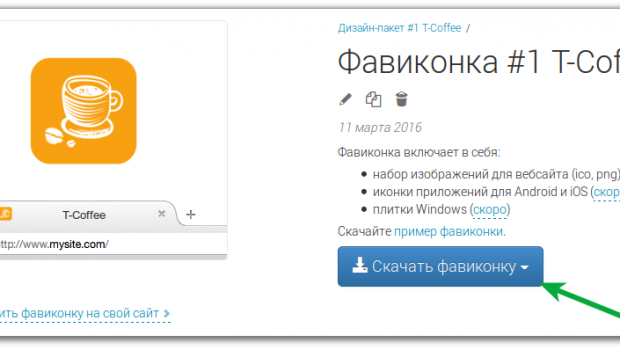 Дизайн-пакет #1 T-Coffee /
Фавиконка #1 T-Cof
11 марта 2016
Фавиконка включает в себя:
набор изображений для вебсайта (ico, png)
иконки приложений для Android и iOS (скор
плитки Windows (скоро)
Скачайте пример фавиконки.
Скачать фавиконку
T-Coffee
http://www.mysite.com/
ить фавиконку на свой сайт